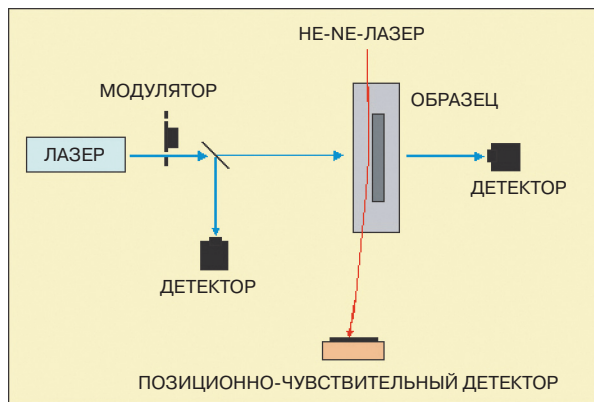 HE-NE-ЛАЗЕР
МОДУЛЯТОР
ОБРАЗЕЦ
ЛАЗЕР
ДЕТЕКТОР
ДЕТЕКТОР
ПОЗИЦИОННО-ЧУВСТВИТЕЛЬНЫЙ ДЕТЕКТОР